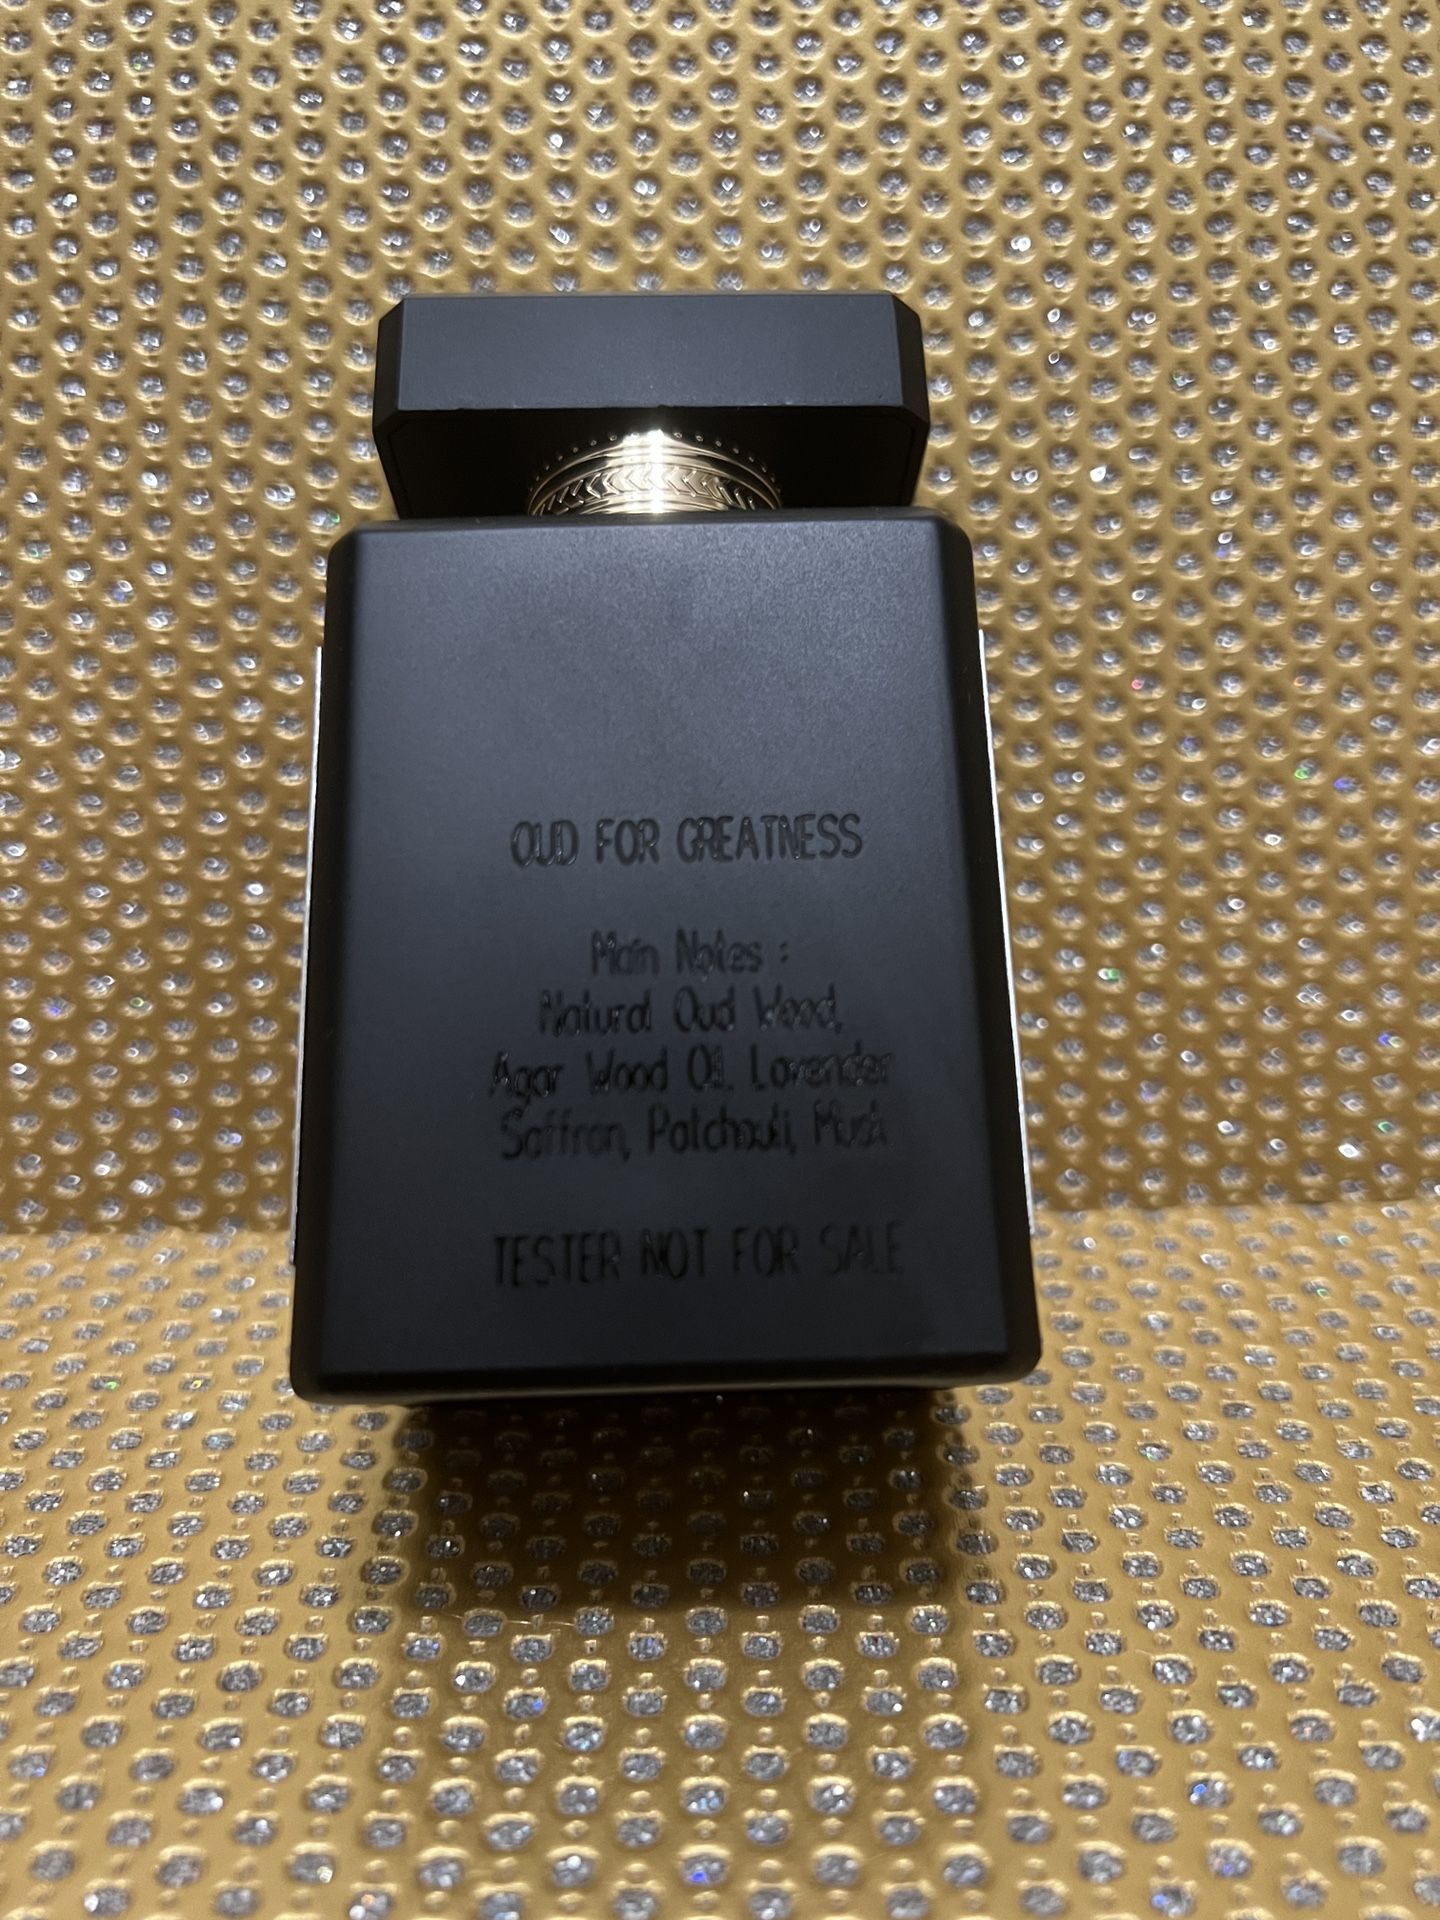 OUD FOR GREATNESS
Main Notes :
Natural Oud Wood,
Agar Wood Oil, Lavender
Saffron, Patchouli, Musk
TESTER NOT FOR SALE